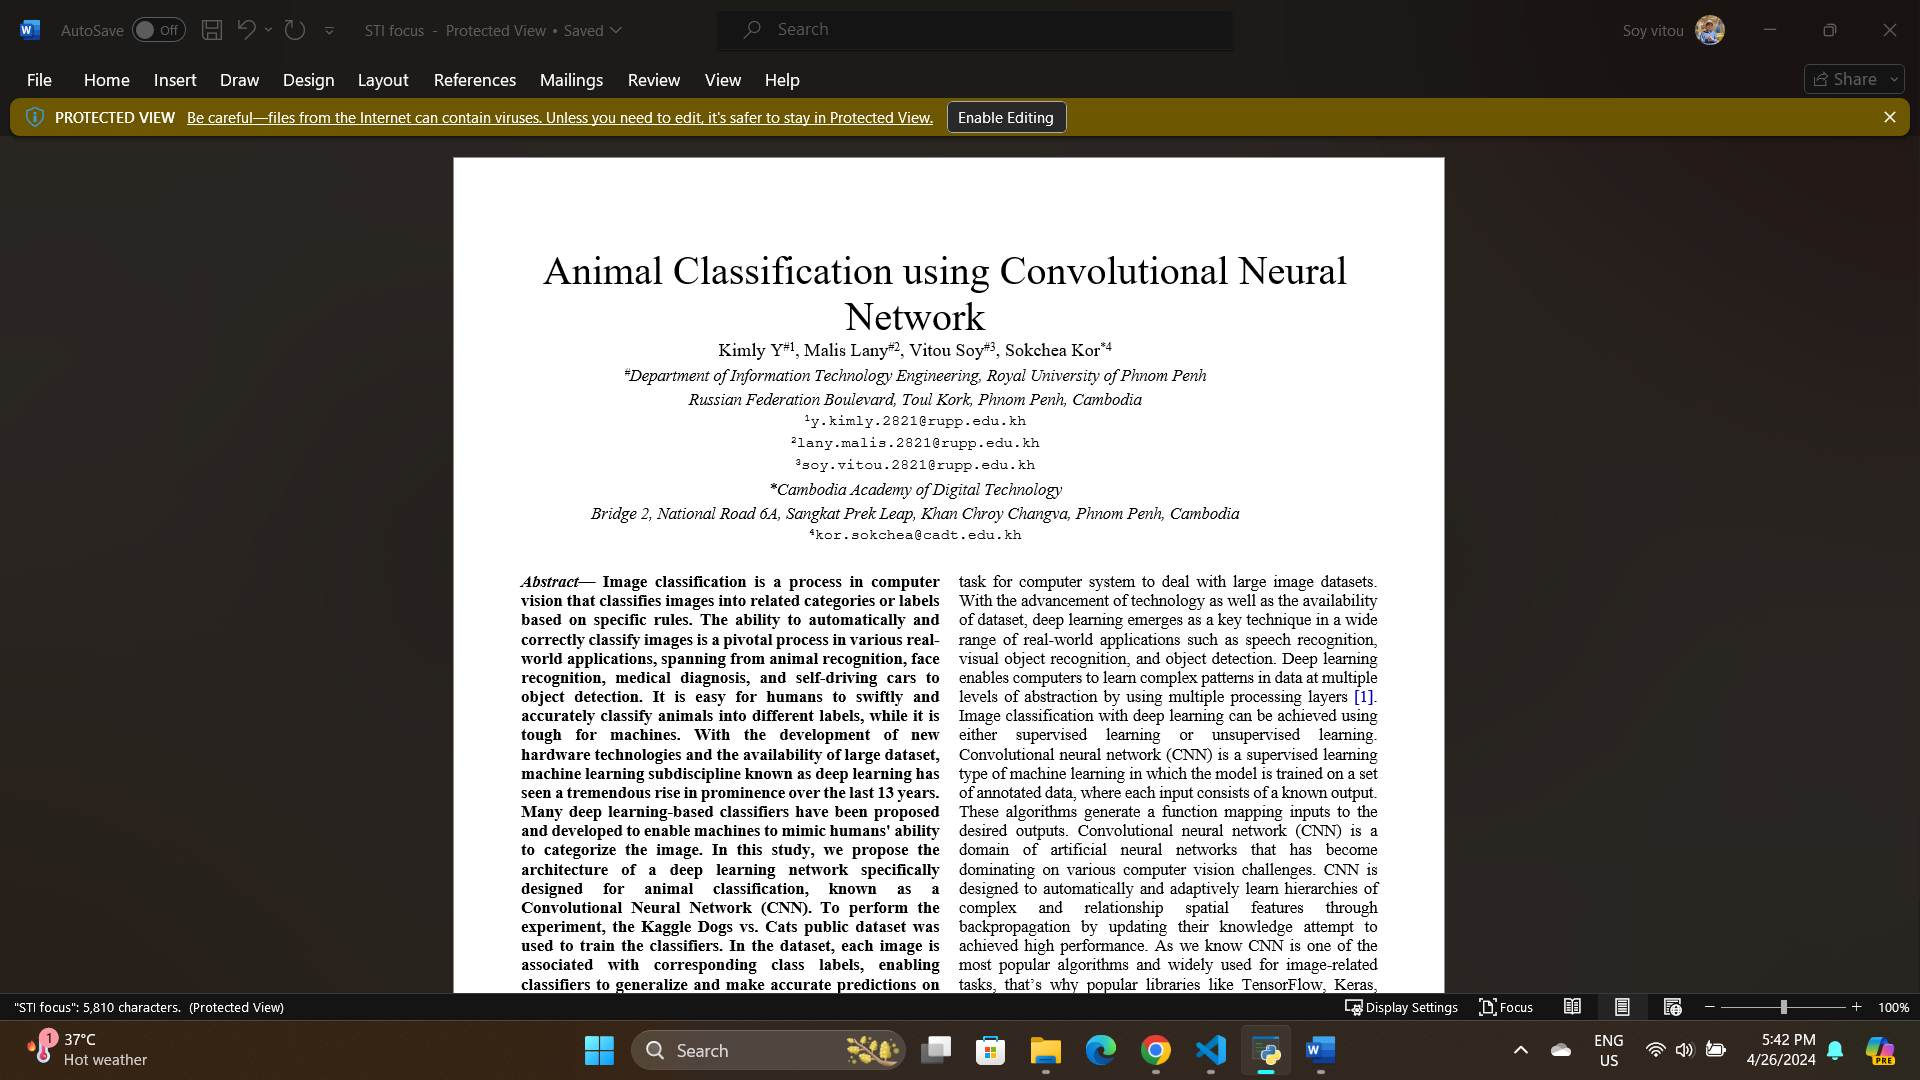 AutoSave Off STI focus - Protected View • Saved Search Soy vitou
File Home Insert Draw Design Layout References Mailings Review View Help Share
PROTECTED VIEW Be careful—files from the Internet can contain viruses. Unless you need to edit, it's safer to stay in Protected View. Enable Editing
Animal Classification using Convolutional Neural
Network
Kimly Y#1, Malis Lany#2, Vitou Soy#3, Sokchea Kor*4
#Department of Information Technology Engineering, Royal University of Phnom Penh
Russian Federation Boulevard, Toul Kork, Phnom Penh, Cambodia
1y.kimly.2821@rupp.edu.kh
2lany.malis.2821@rupp.edu.kh
3soy.vitou.2821@rupp.edu.kh
*Cambodia Academy of Digital Technology
Bridge 2, National Road 6A, Sangkat Prek Leap, Khan Chroy Changva, Phnom Penh, Cambodia
4kor.sokchea@cadt.edu.kh
Abstract— Image classification is a process in computer
vision that classifies images into related categories or labels
based on specific rules. The ability to automatically and
correctly classify images is a pivotal process in various real-
world applications, spanning from animal recognition, face
recognition, medical diagnosis, and self-driving cars to
object detection. It is easy for humans to swiftly and
accurately classify animals into different labels, while it is
tough for machines. With the development of new
hardware technologies and the availability of large dataset,
machine learning subdiscipline known as deep learning has
seen a tremendous rise in prominence over the last 13 years.
Many deep learning-based classifiers have been proposed
and developed to enable machines to mimic humans' ability
to categorize the image. In this study, we propose the
architecture of a deep learning network specifically
designed for animal classification, known as a
Convolutional Neural Network (CNN). To perform the
experiment, the Kaggle Dogs vs. Cats public dataset was
used to train the classifiers. In the dataset, each image is
associated with corresponding class labels, enabling
classifiers to generalize and make accurate predictions on
task for computer system to deal with large image datasets.
With the advancement of technology as well as the availability
of dataset, deep learning emerges as a key technique in a wide
range of real-world applications such as speech recognition,
visual object recognition, and object detection. Deep learning
enables computers to learn complex patterns in data at multiple
levels of abstraction by using multiple processing layers [1].
Image classification with deep learning can be achieved using
either supervised learning or unsupervised learning.
Convolutional neural network (CNN) is a supervised learning
type of machine learning in which the model is trained on a set
of annotated data, where each input consists of a known output.
These algorithms generate a function mapping inputs to the
desired outputs. Convolutional neural network (CNN) is a
domain of artificial neural networks that has become
dominating on various computer vision challenges. CNN is
designed to automatically and adaptively learn hierarchies of
complex and relationship spatial features through
backpropagation by updating their knowledge attempt to
achieved high performance. As we know CNN is one of the
most popular algorithms and widely used for image-related
tasks, that's why popular libraries like TensorFlow, Keras,
"STI focus": 5,810 characters. (Protected View) Display Settings Focus 100%
1 37°C
Hot weather
Search
ENG
US
5:42 PM
4/26/2024
PRE